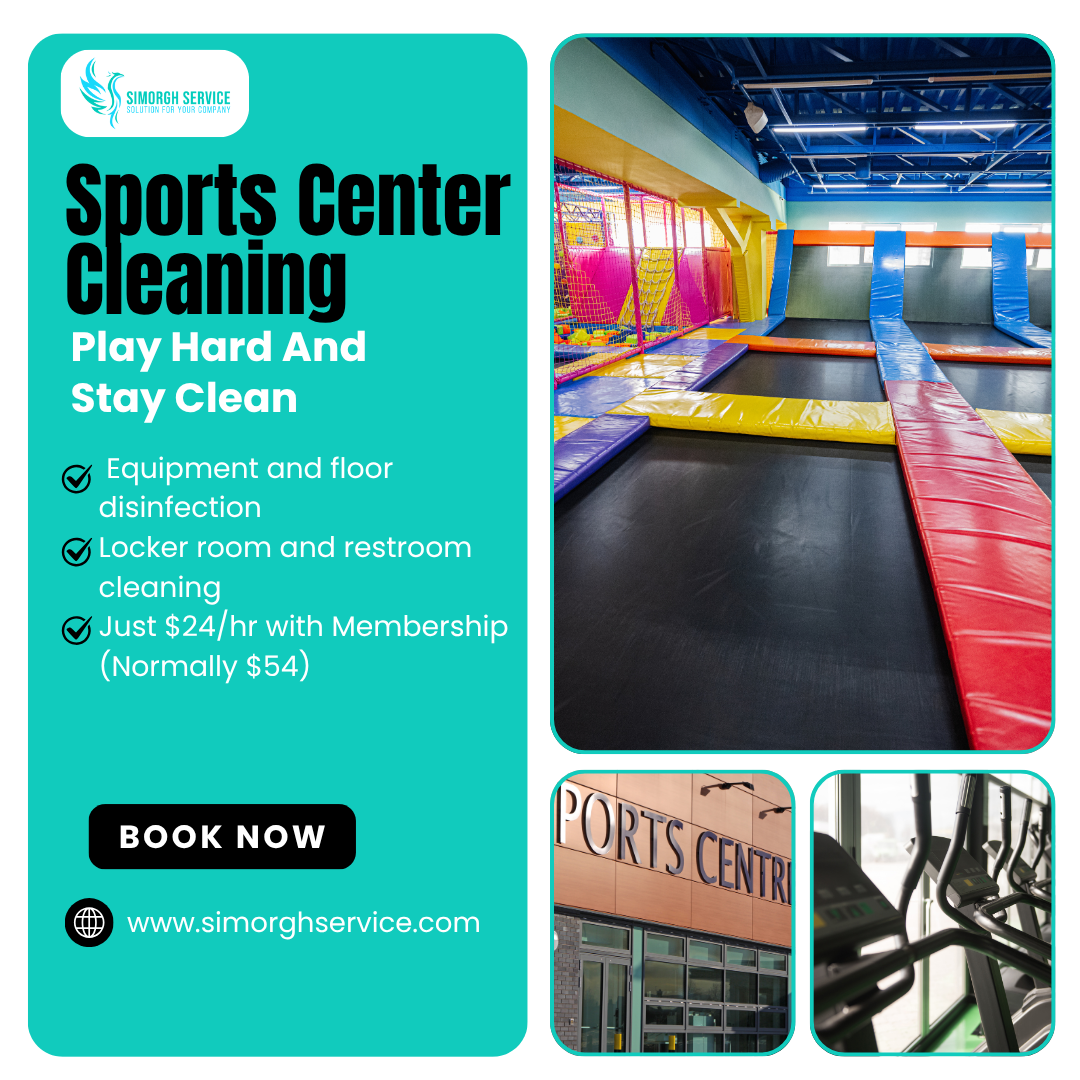 SIMORGH SERVICE
SOLUTION FOR YOUR COMPANY
Sports Center
Cleaning
Play Hard And
Stay Clean
Equipment and floor
disinfection
Locker room and restroom
cleaning
Just $24/hr with Membership
(Normally $54)
BOOK NOW
www.simorghservice.com
PORTS CENTR